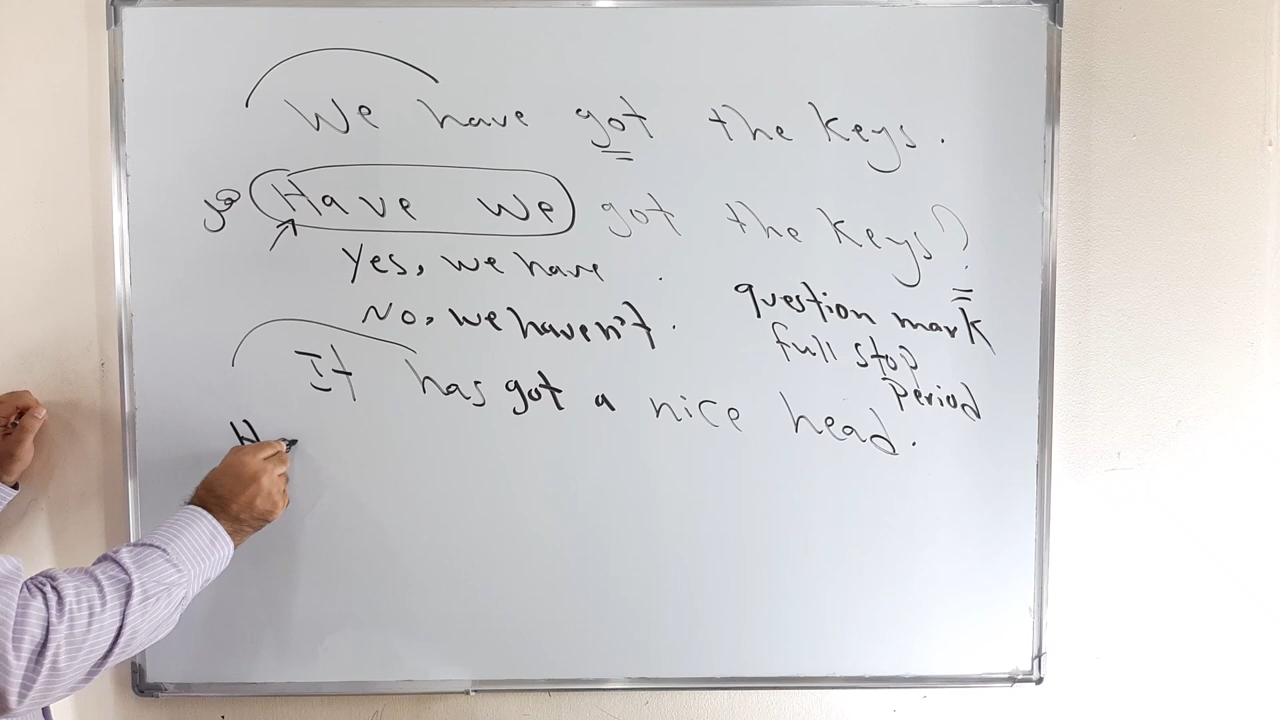 We have got the keys.
Have we got the keys?
Yes, we have.
No, we haven't.
question mark
full stop
period
It has got a nice head.
H